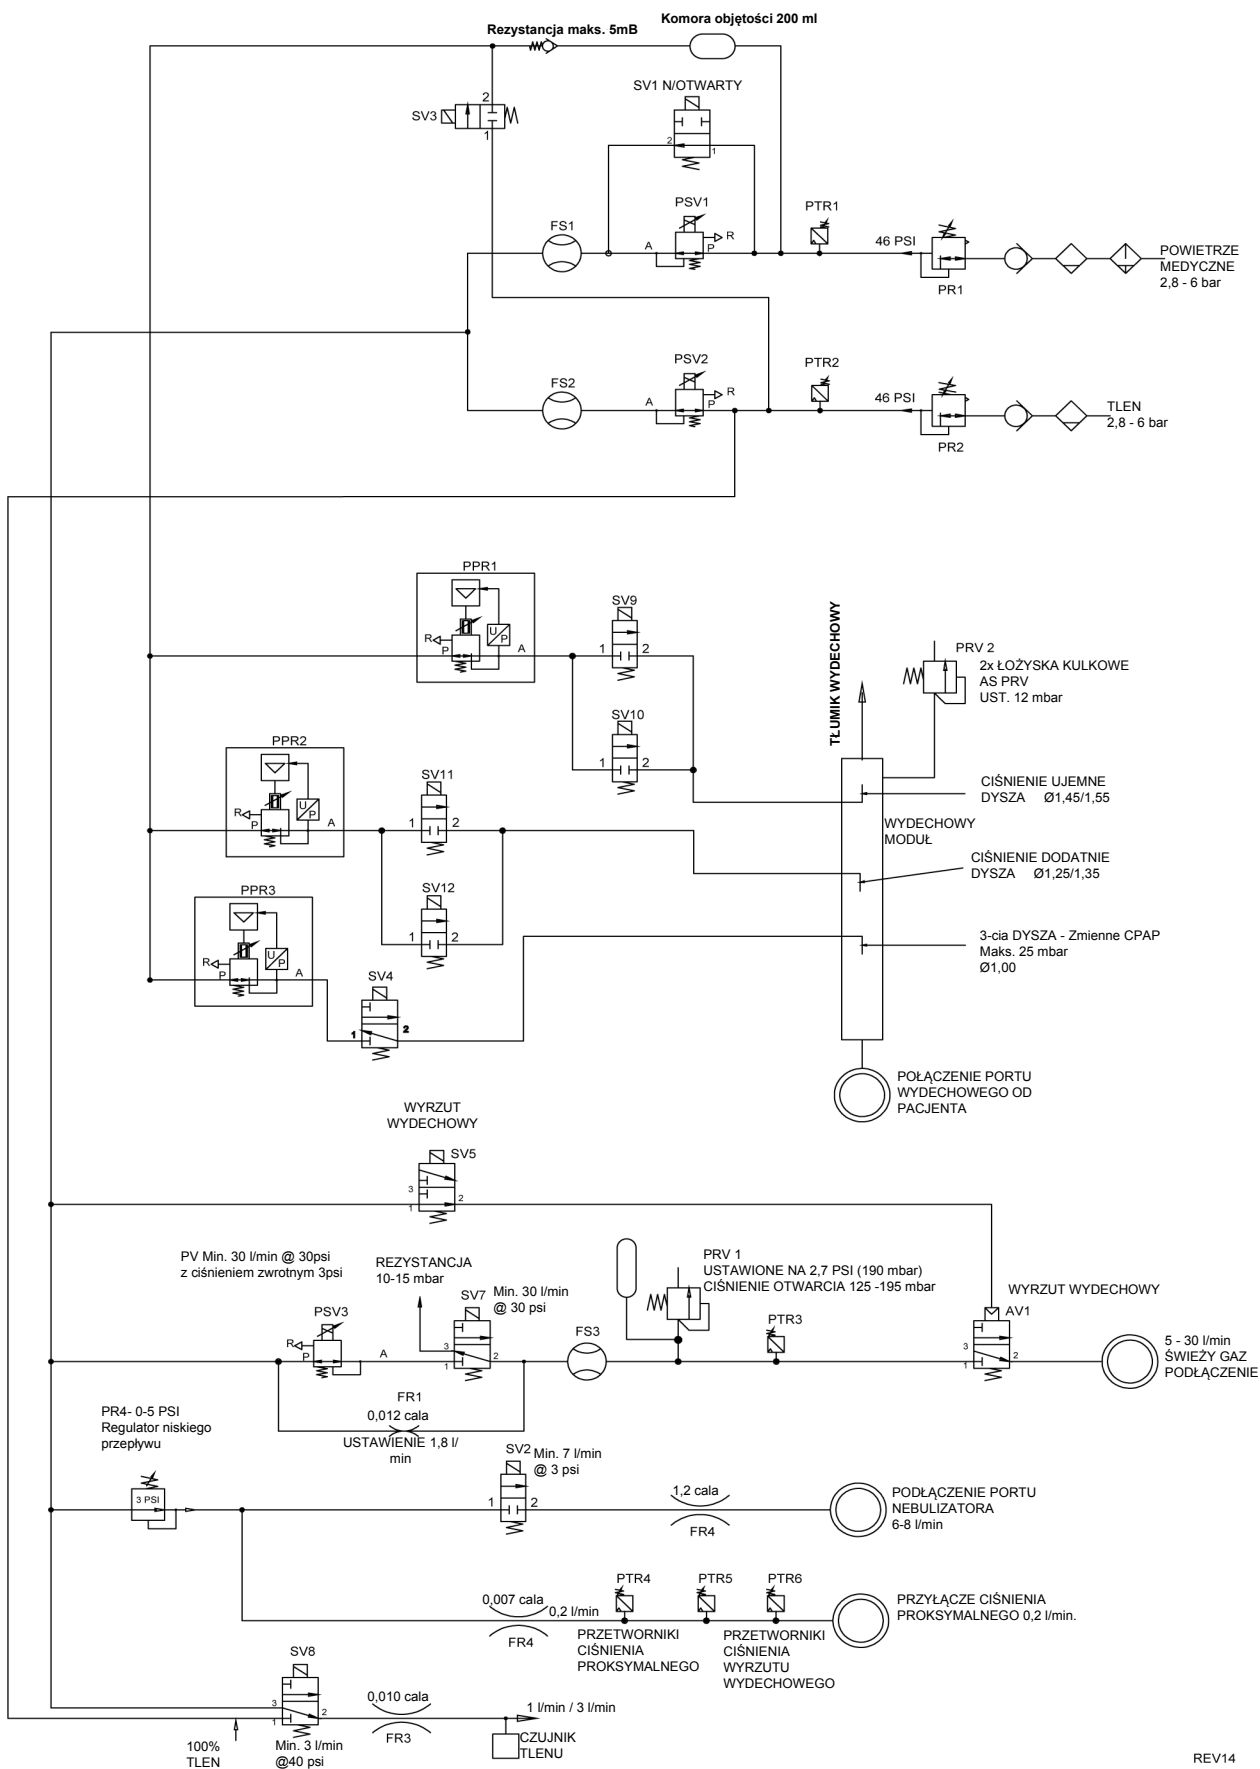 Rezystancja maks. 5mB
Komora objętości 200 ml
SV1 N/OTWARTY
SV3
2
1
2
1
PSV1
PTR1
FS1
A
P
R
46 PSI
PR1
POWIETRZE
MEDYCZNE
2,8 - 6 bar
PSV2
PTR2
FS2
A
P
R
46 PSI
PR2
TLEN
2,8 - 6 bar
PPR1
R
P
U
P
A
SV9
1
2
SV10
1
2
TŁUMIK WYDECHOWY
PRV 2
2x ŁOŻYSKA KULKOWE
AS PRV
UST. 12 mbar
PPR2
R
P
U
P
A
SV11
1
2
SV12
1
2
CIŚNIENIE UJEMNE
DYSZA Ø1,45/1,55
WYDECHOWY
MODUŁ
CIŚNIENIE DODATNIE
DYSZA Ø1,25/1,35
PPR3
R
P
U
P
A
SV4
1
2
3-cia DYSZA - Zmienne CPAP
Maks. 25 mbar
Ø1,00
POŁĄCZENIE PORTU
WYDECHOWEGO OD
PACJENTA
WYRZUT
WYDECHOWY
SV5
3
1
2
PV Min. 30 l/min @ 30psi
z ciśnieniem zwrotnym 3psi
REZYSTANCJA
10-15 mbar
PRV 1
USTAWIONE NA 2,7 PSI (190 mbar)
CIŚNIENIE OTWARCIA 125 -195 mbar
WYRZUT WYDECHOWY
AV1
SV7
Min. 30 l/min
@ 30 psi
PSV3
R
P
A
3
1
2
FS3
PTR3
3
1
2
5 - 30 l/min
ŚWIEŻY GAZ
PODŁĄCZENIE
FR1
0,012 cala
USTAWIENIE 1,8 l/
min
PR4- 0-5 PSI
Regulator niskiego
przepływu
3 PSI
SV2
Min. 7 l/min
@ 3 psi
1
2
1,2 cala
FR4
PODŁĄCZENIE PORTU
NEBULIZATORA
6-8 l/min
0,007 cala
0,2 l/min
FR4
PTR4
PTR5
PTR6
PRZETWORNIKI
CIŚNIENIA
PROKSYMALNEGO
PRZETWORNIKI
CIŚNIENIA
WYRZUTU
WYDECHOWEGO
PRZYŁĄCZE CIŚNIENIA
PROKSYMALNEGO 0,2 l/min.
SV8
3
1
2
100%
TLEN
Min. 3 l/min
@40 psi
0,010 cala
FR3
1 l/min / 3 l/min
CZUJNIK
TLENU
REV14